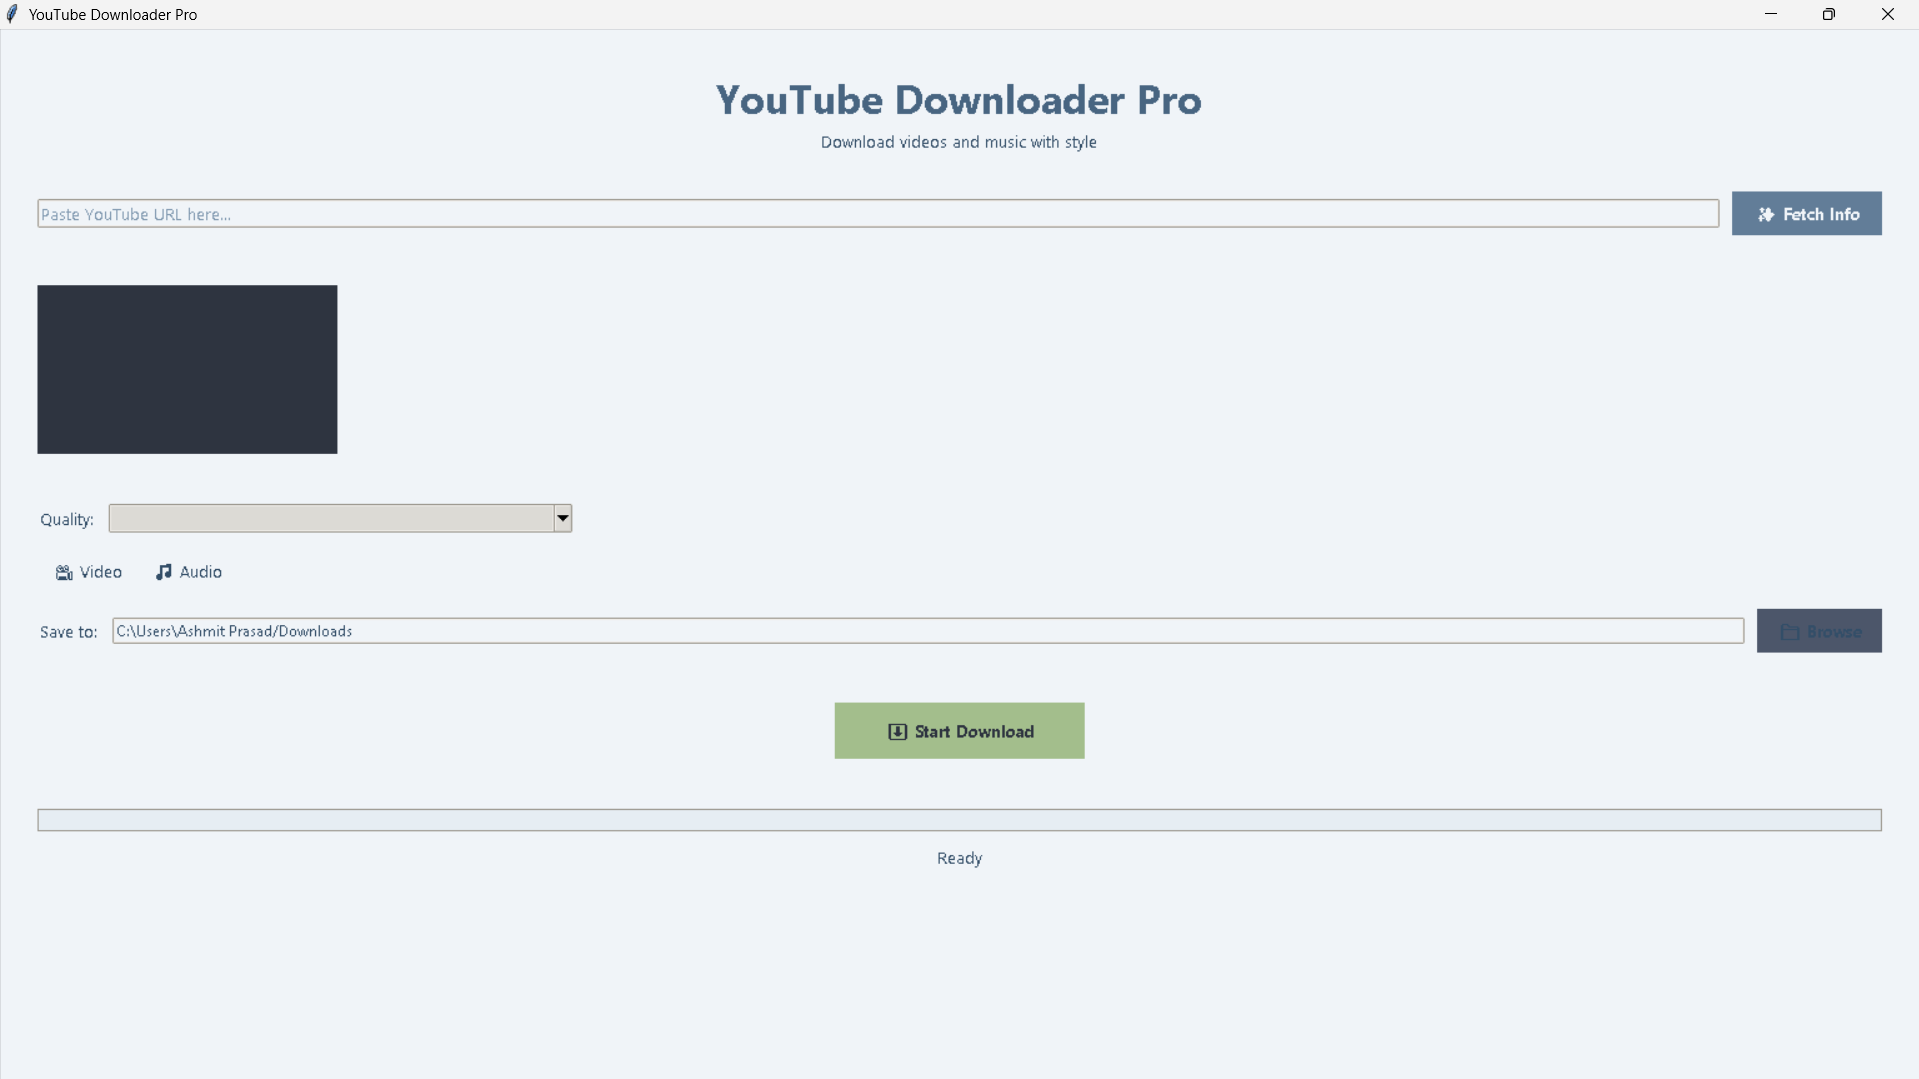 YouTube Downloader Pro
YouTube Downloader Pro
Download videos and music with style
Paste YouTube URL here...
Fetch Info
Quality:
Video
Audio
Save to: C:\Users\Ashmit Prasad/Downloads
Browse
Start Download
Ready